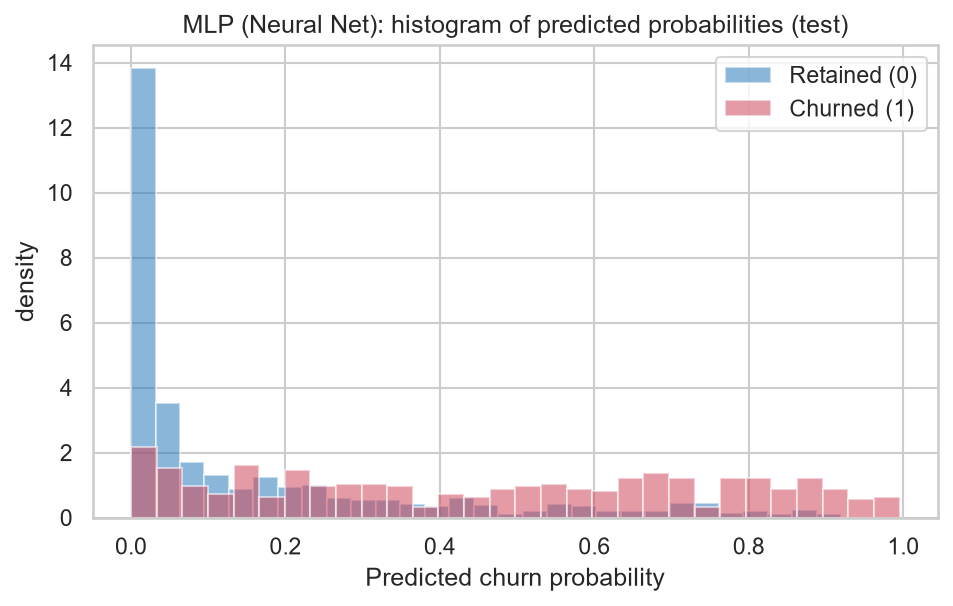 MLP (Neural Net): histogram of predicted probabilities (test)
Retained (0)
Churned (1)
density
14
12
10
8
6
4
2
0
0.0 0.2 0.4 0.6 0.8 1.0
Predicted churn probability